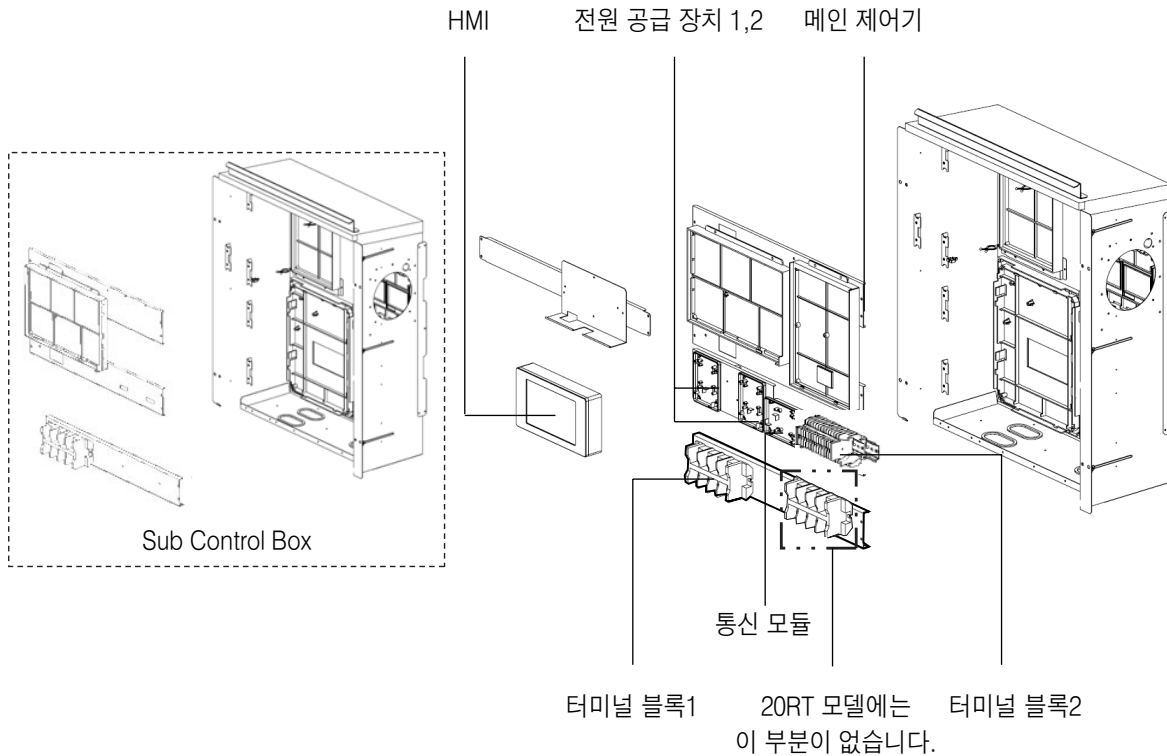 HMI
전원 공급 장치 1,2
메인 제어기
Sub Control Box
통신 모듈
터미널 블록1
20RT 모델에는
이 부분이 없습니다.
터미널 블록2